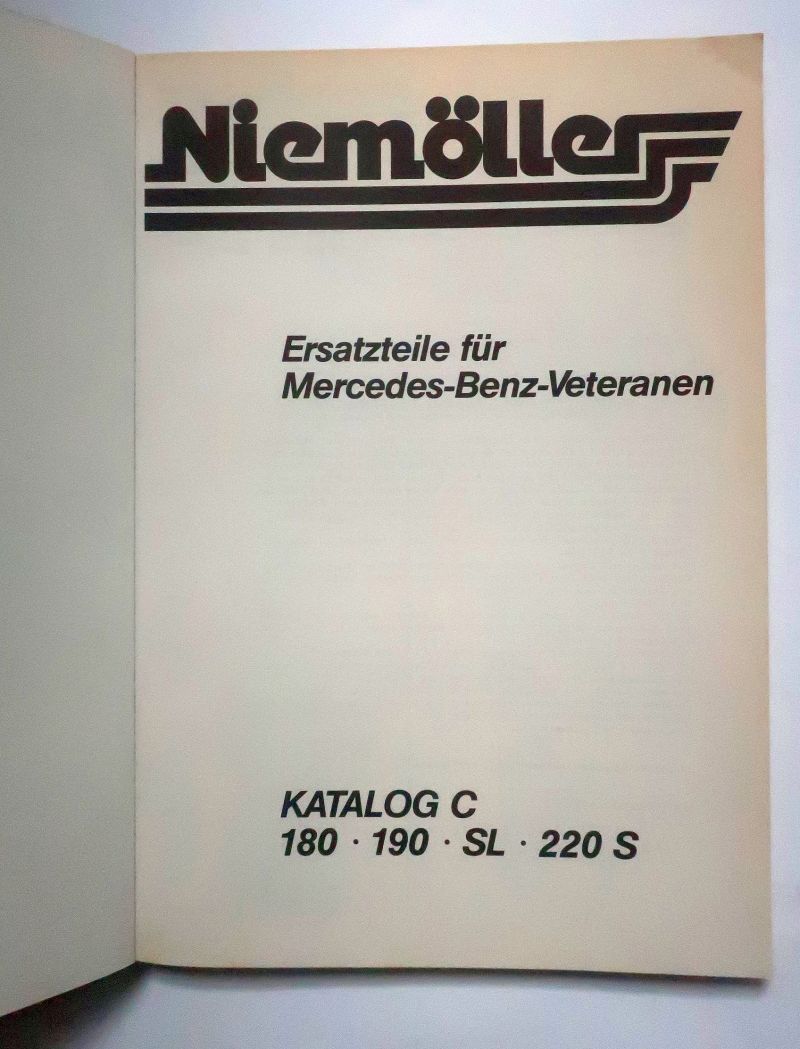 Niemöller
Ersatzteile für
Mercedes-Benz-Veteranen
KATALOG C
180 · 190 · SL · 220 S